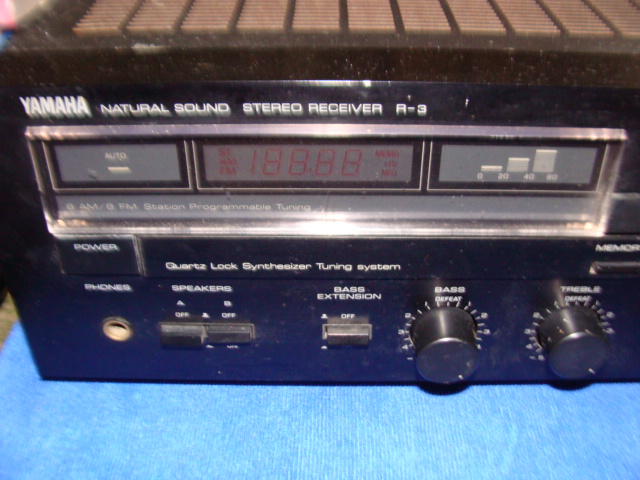 YAMAHA NATURAL SOUND STEREO RECEIVER R-3
AUTO
188.88
0 20 40 60
8 AM/8 FM Station Programmable Tuning
POWER
MEMOR
Quartz Lock Synthesizer Tuning system
PHONES
SPEAKERS
A B
OFF OFF
BASS
EXTENSION
OFF
BASS
DEFEAT
TREBLE
DEFEAT